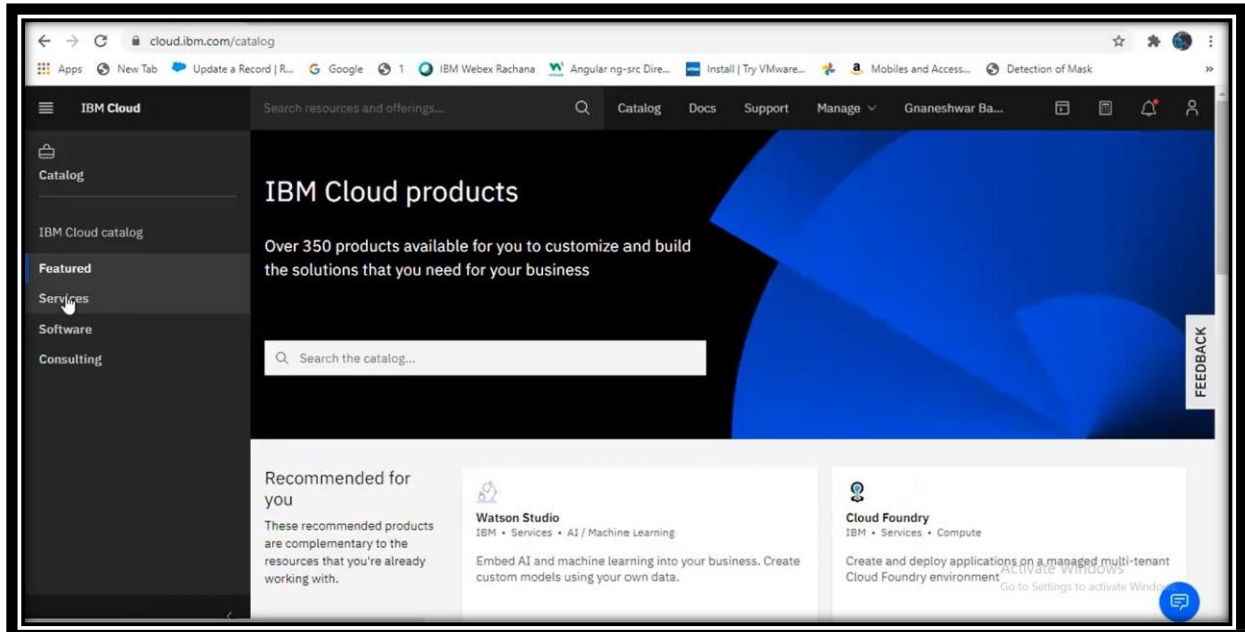 cloud.ibm.com/catalog
Apps New Tab Update a Record | R... Google 1 IBM Webex Rachana Angular ng-src Dire... Install | Try VMware... a Mobiles and Access... Detection of Mask »
IBM Cloud Search resources and offerings... Catalog Docs Support Manage Gnaneshwar Ba...
Catalog
IBM Cloud catalog
Featured
Services
Software
Consulting
IBM Cloud products
Over 350 products available for you to customize and build
the solutions that you need for your business
Search the catalog...
FEEDBACK
Recommended for
you
These recommended products
are complementary to the
resources that you're already
working with.
Watson Studio
IBM • Services • AI / Machine Learning
Embed AI and machine learning into your business. Create
custom models using your own data.
Cloud Foundry
IBM • Services • Compute
Create and deploy applications on a managed multi-tenant
Cloud Foundry environment
Activate Windows
Go to Settings to activate Windows